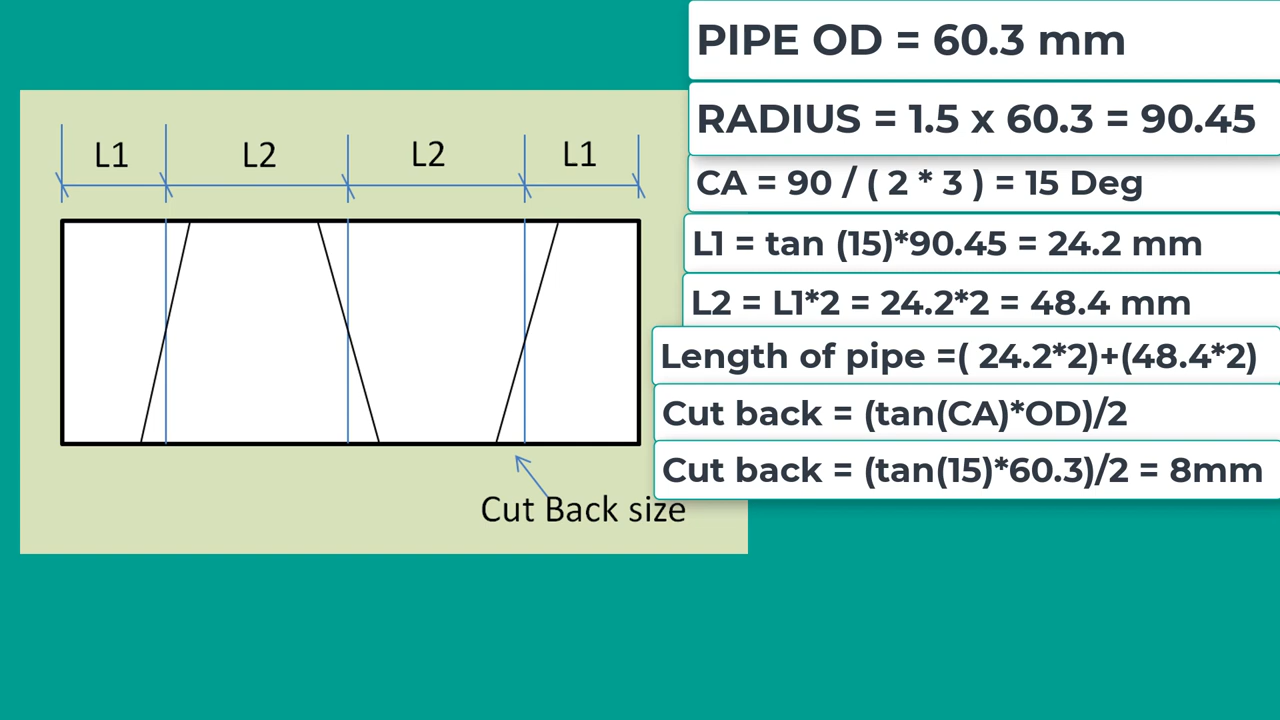 L1 L2 L2 L1
Cut Back size
PIPE OD = 60.3 mm
RADIUS = 1.5 x 60.3 = 90.45
CA = 90 / ( 2 * 3 ) = 15 Deg
L1 = tan (15)*90.45 = 24.2 mm
L2 = L1*2 = 24.2*2 = 48.4 mm
Length of pipe =( 24.2*2)+(48.4*2)
Cut back = (tan(CA)*OD)/2
Cut back = (tan(15)*60.3)/2 = 8mm